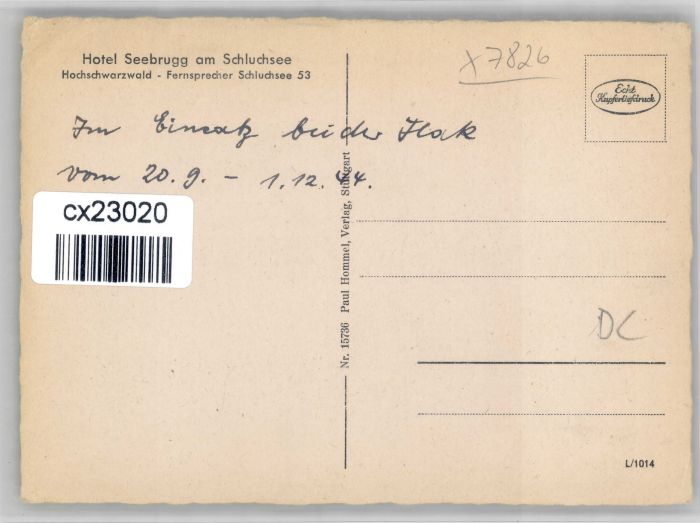 Hotel Seebrugg am Schluchsee
Hochschwarzwald - Fernsprecher Schluchsee 53
x 7826
Echt
Kupfertiefdruck
Im Einsatz bei der Flak
vom 20.9. - 1.12.44.
cx23020
Nr. 15736 Paul Hommel, Verlag, Stuttgart
DC
L/1014